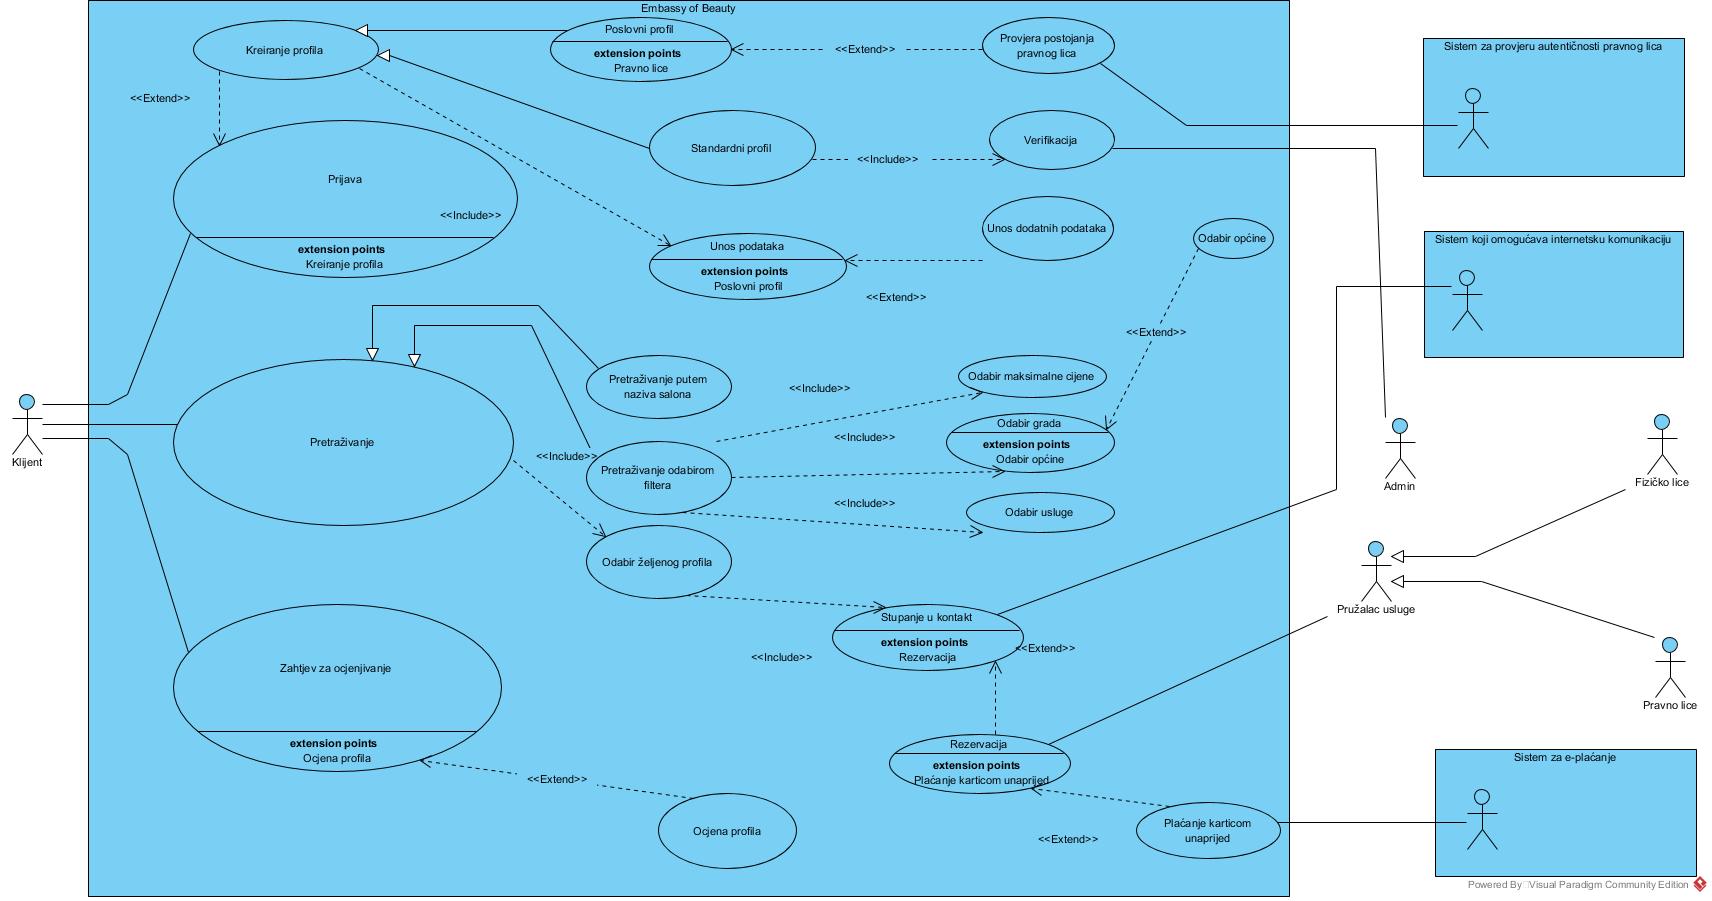 Embassy of Beauty
Kreiranje profila
Poslovni profil
extension points
Pravno lice
<<Extend>>
Provjera postojanja
pravnog lica
Sistem za provjeru autentičnosti pravnog lica
<<Extend>>
Prijava
<<Include>>
extension points
Kreiranje profila
Standardni profil
<<Include>>
Verifikacija
Unos podataka
extension points
Poslovni profil
<<Extend>>
Unos dodatnih podataka
Odabir općine
<<Extend>>
Sistem koji omogućava internetsku komunikaciju
Klijent
Pretraživanje
Pretraživanje putem
naziva salona
<<Include>>
Odabir maksimalne cijene
<<Include>>
Odabir grada
extension points
Odabir općine
<<Include>>
Pretraživanje odabirom
filtera
<<Include>>
Odabir usluge
Odabir željenog profila
Admin
Fizičko lice
Pružalac usluge
Pravno lice
Stupanje u kontakt
extension points
Rezervacija
<<Extend>>
<<Include>>
Zahtjev za ocjenjivanje
extension points
Ocjena profila
<<Extend>>
Ocjena profila
Rezervacija
extension points
Plaćanje karticom unaprijed
<<Extend>>
Plaćanje karticom
unaprijed
Sistem za e-plaćanje
Powered By Visual Paradigm Community Edition